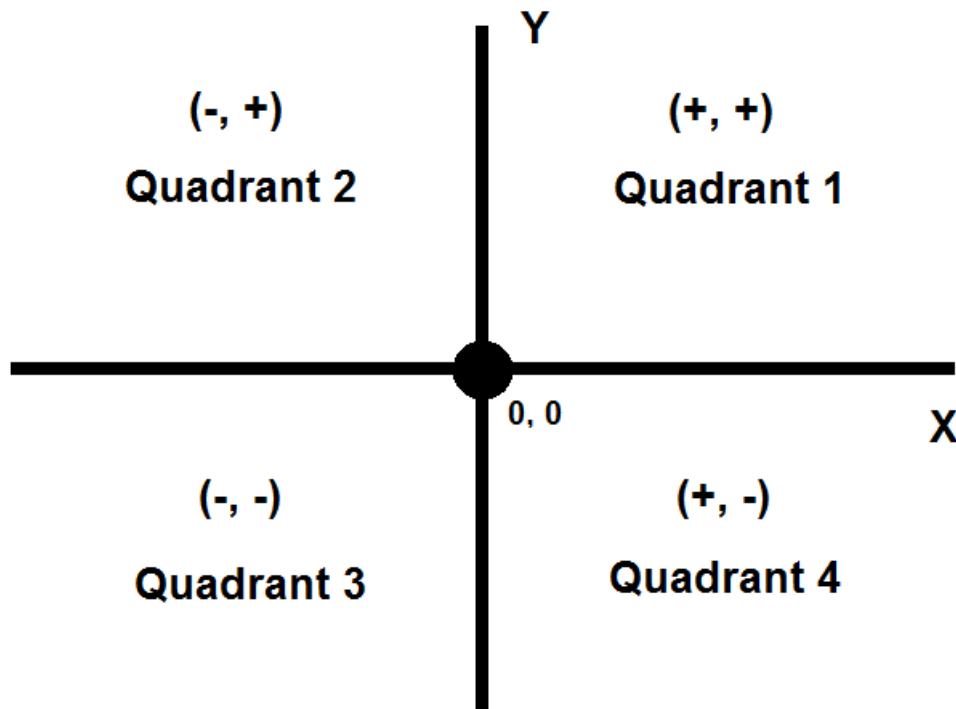 Y
(-, +)
(+, +)
Quadrant 2
Quadrant 1
0, 0
X
(-, -)
(+, -)
Quadrant 3
Quadrant 4